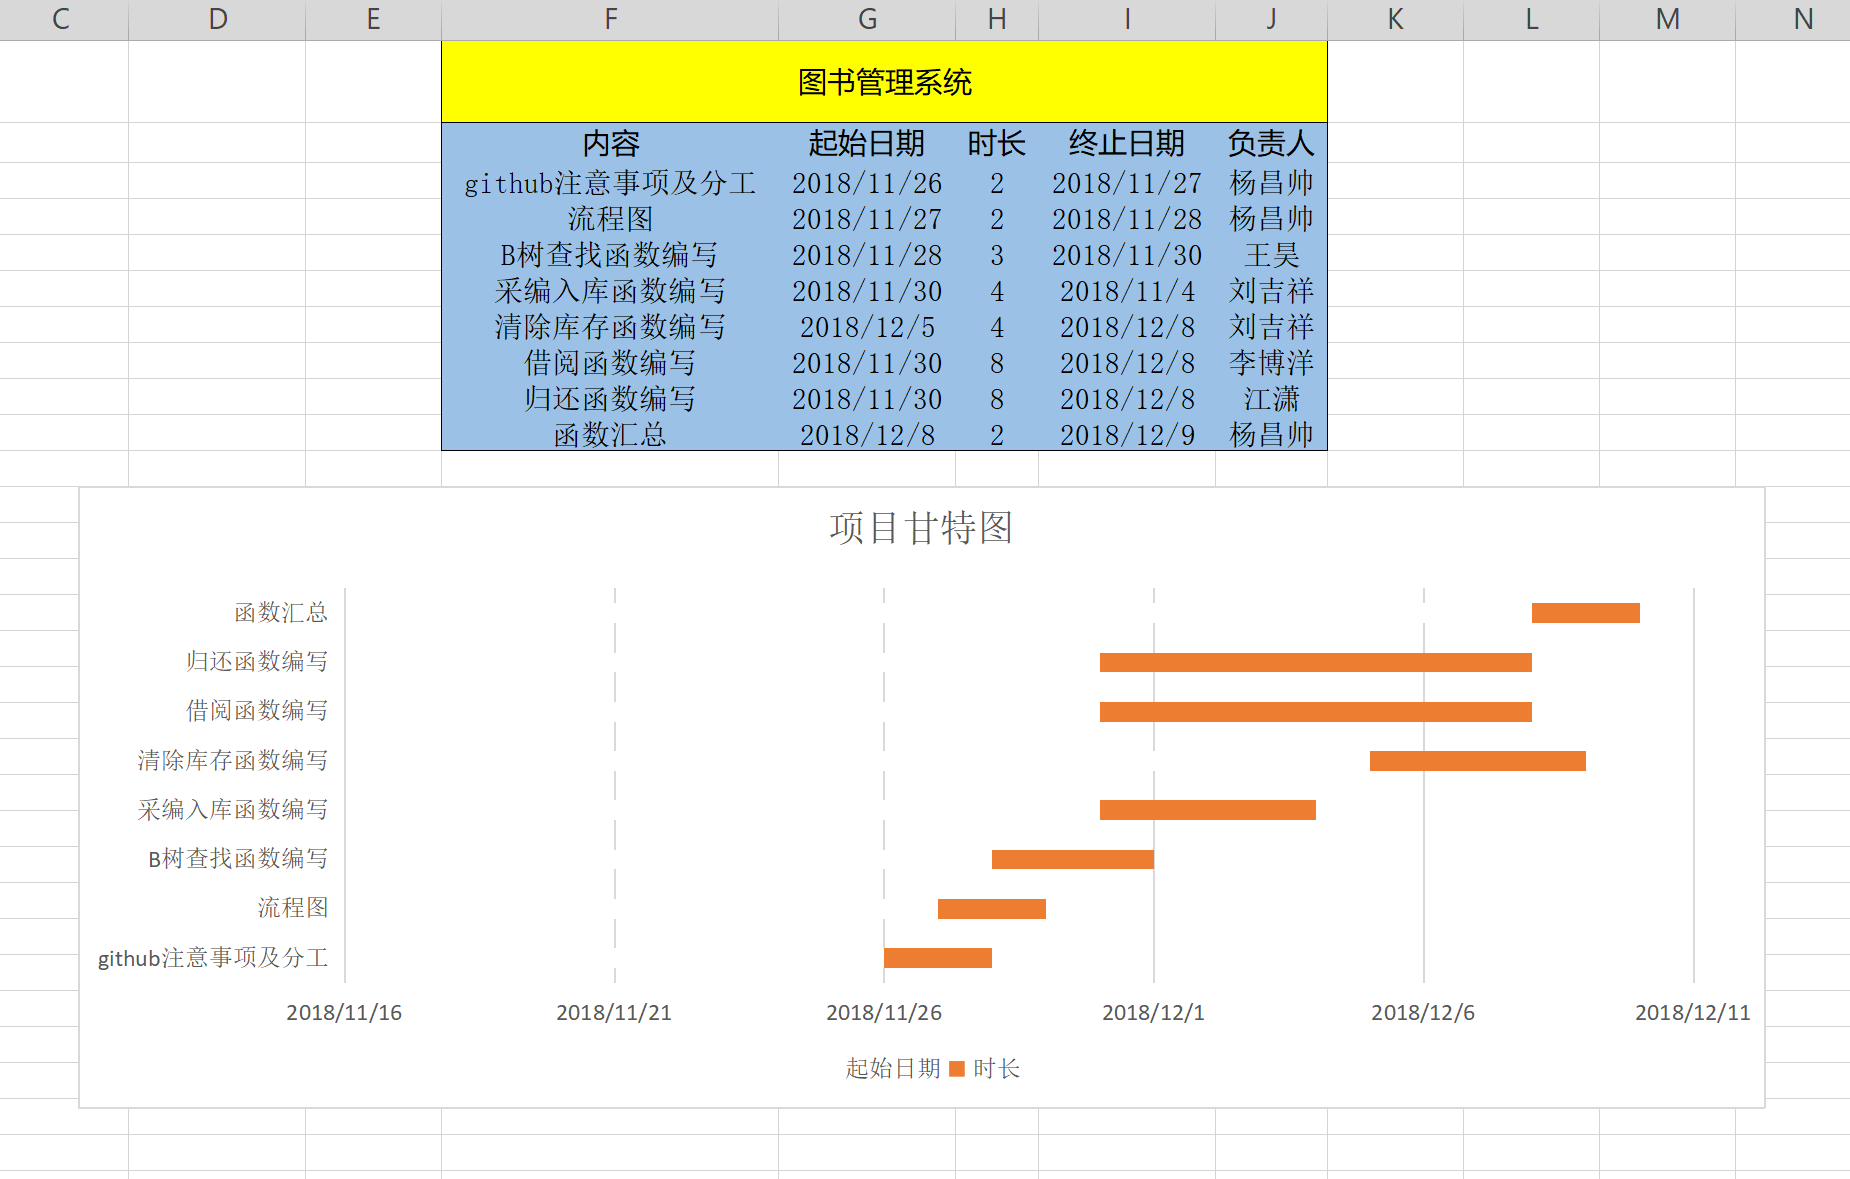 C D E F G H I J K L M N
图书管理系统
内容 起始日期 时长 终止日期 负责人
github注意事项及分工 2018/11/26 2 2018/11/27 杨昌帅
流程图 2018/11/27 2 2018/11/28 杨昌帅
B树查找函数编写 2018/11/28 3 2018/11/30 王昊
采编入库函数编写 2018/11/30 4 2018/11/4 刘吉祥
清除库存函数编写 2018/12/5 4 2018/12/8 刘吉祥
借阅函数编写 2018/11/30 8 2018/12/8 李博洋
归还函数编写 2018/11/30 8 2018/12/8 江潇
函数汇总 2018/12/8 2 2018/12/9 杨昌帅
项目甘特图
函数汇总
归还函数编写
借阅函数编写
清除库存函数编写
采编入库函数编写
B树查找函数编写
流程图
github注意事项及分工
2018/11/16 2018/11/21 2018/11/26 2018/12/1 2018/12/6 2018/12/11
起始日期 时长